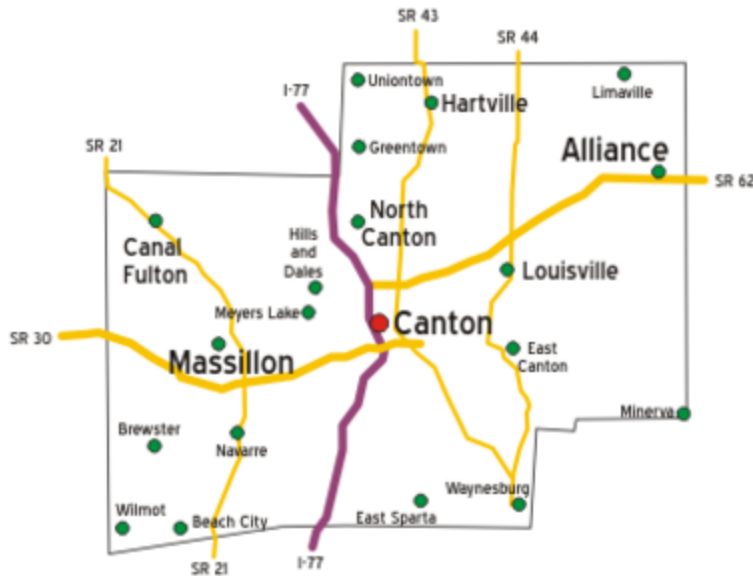 SR 43
SR 44
I-77
Uniontown
Limaville
Hartville
SR 21
Greentown
Alliance
SR 62
North
Canton
Canal
Fulton
Hills
and
Dales
Louisville
Meyers Lake
Canton
SR 30
Massillon
East
Canton
Minerva
Brewster
Navarre
Waynesburg
Wilmot
Beach City
East Sparta
I-77
SR 21